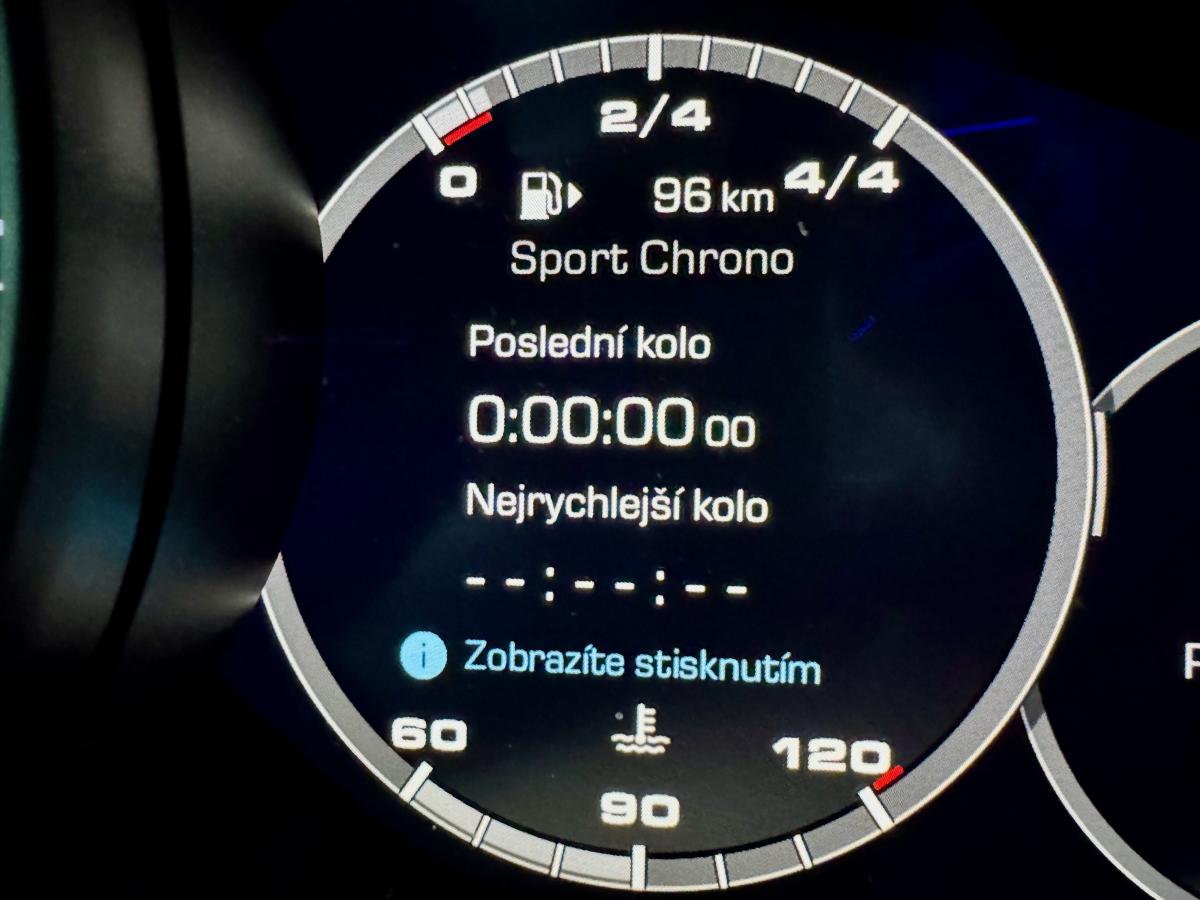 2/4
0
96 km
4/4
Sport Chrono
Poslední kolo
0:00:00 00
Nejrychlejší kolo
--:--:--
Zobrazíte stisknutím
60
120
90